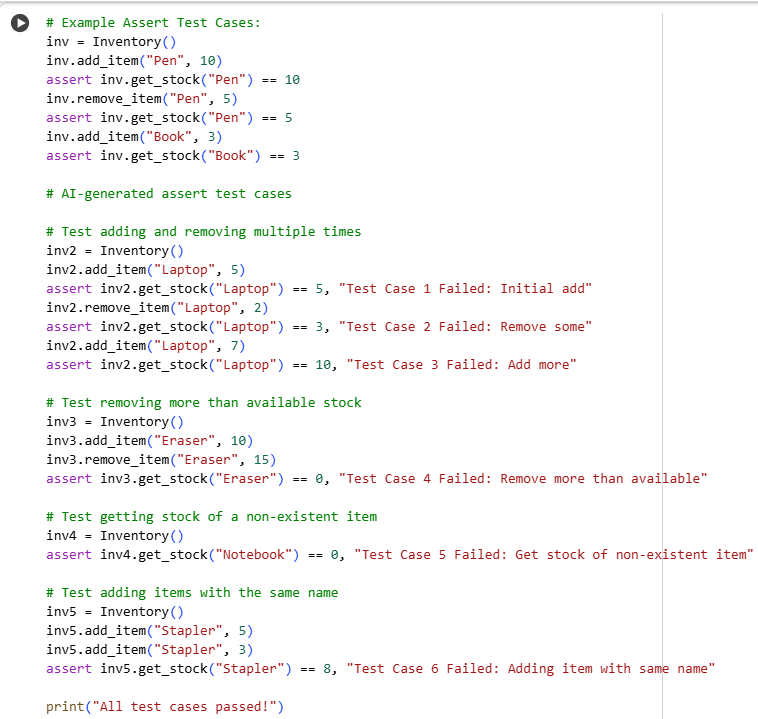 # Example Assert Test Cases:
inv = Inventory()
inv.add_item("Pen", 10)
assert inv.get_stock("Pen") == 10
inv.remove_item("Pen", 5)
assert inv.get_stock("Pen") == 5
inv.add_item("Book", 3)
assert inv.get_stock("Book") == 3
# AI-generated assert test cases
# Test adding and removing multiple times
inv2 = Inventory()
inv2.add_item("Laptop", 5)
assert inv2.get_stock("Laptop") == 5, "Test Case 1 Failed: Initial add"
inv2.remove_item("Laptop", 2)
assert inv2.get_stock("Laptop") == 3, "Test Case 2 Failed: Remove some"
inv2.add_item("Laptop", 7)
assert inv2.get_stock("Laptop") == 10, "Test Case 3 Failed: Add more"
# Test removing more than available stock
inv3 = Inventory()
inv3.add_item("Eraser", 10)
inv3.remove_item("Eraser", 15)
assert inv3.get_stock("Eraser") == 0, "Test Case 4 Failed: Remove more than available"
# Test getting stock of a non-existent item
inv4 = Inventory()
assert inv4.get_stock("Notebook") == 0, "Test Case 5 Failed: Get stock of non-existent item"
# Test adding items with the same name
inv5 = Inventory()
inv5.add_item("Stapler", 5)
inv5.add_item("Stapler", 3)
assert inv5.get_stock("Stapler") == 8, "Test Case 6 Failed: Adding item with same name"
print("All test cases passed!")